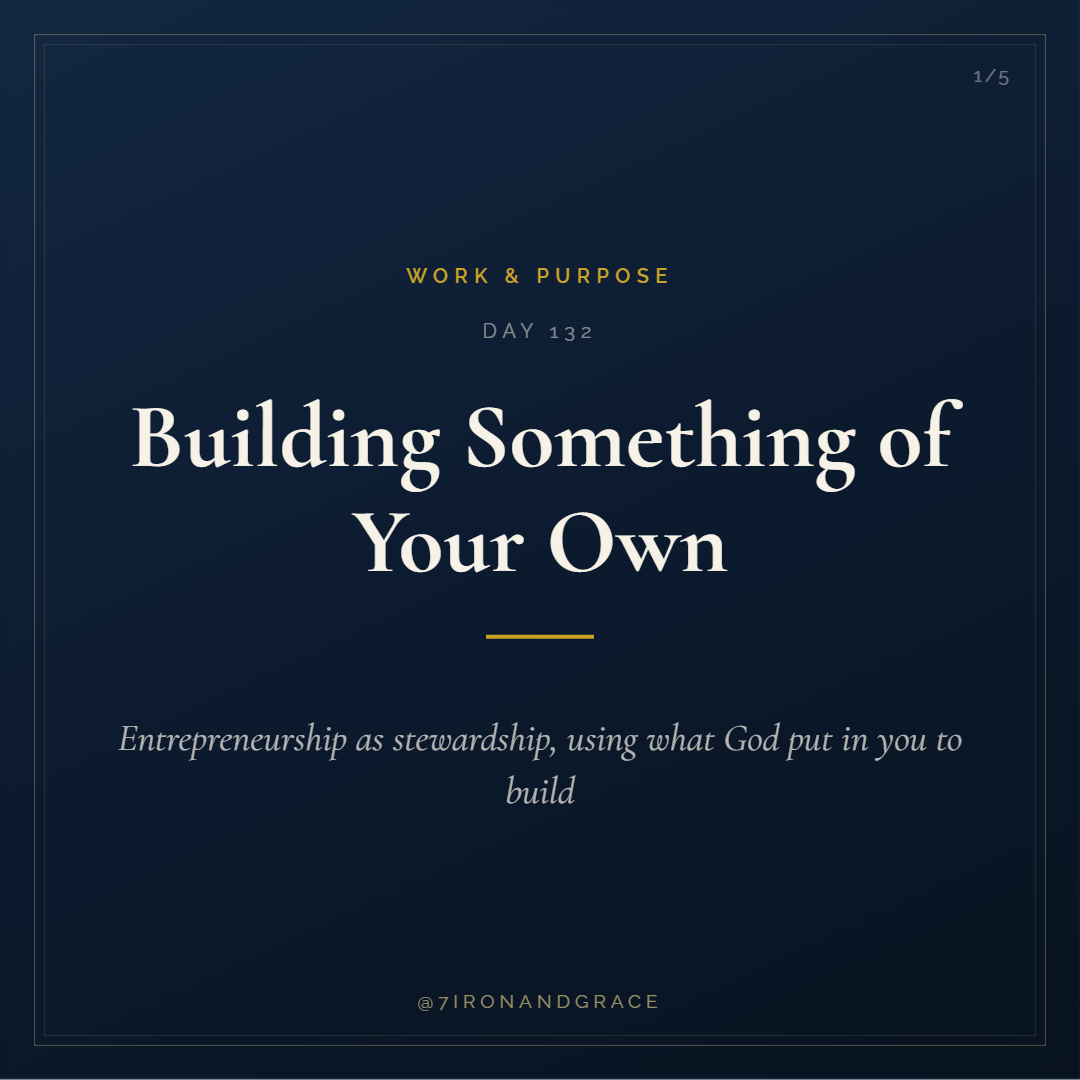 1/5
WORK & PURPOSE
DAY 132
Building Something of
Your Own
Entrepreneurship as stewardship, using what God put in you to
build
@7IRONANDGRACE